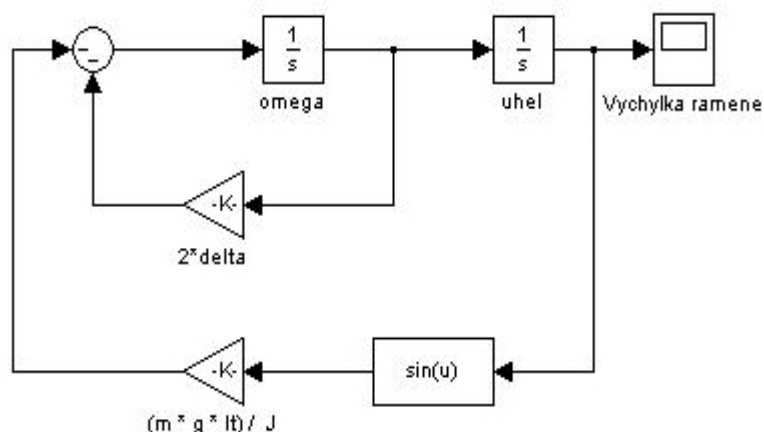 1
s
omega
1
s
uhel
Vychylka ramene
-K-
2*delta
-K-
(m * g * lt) / J
sin(u)